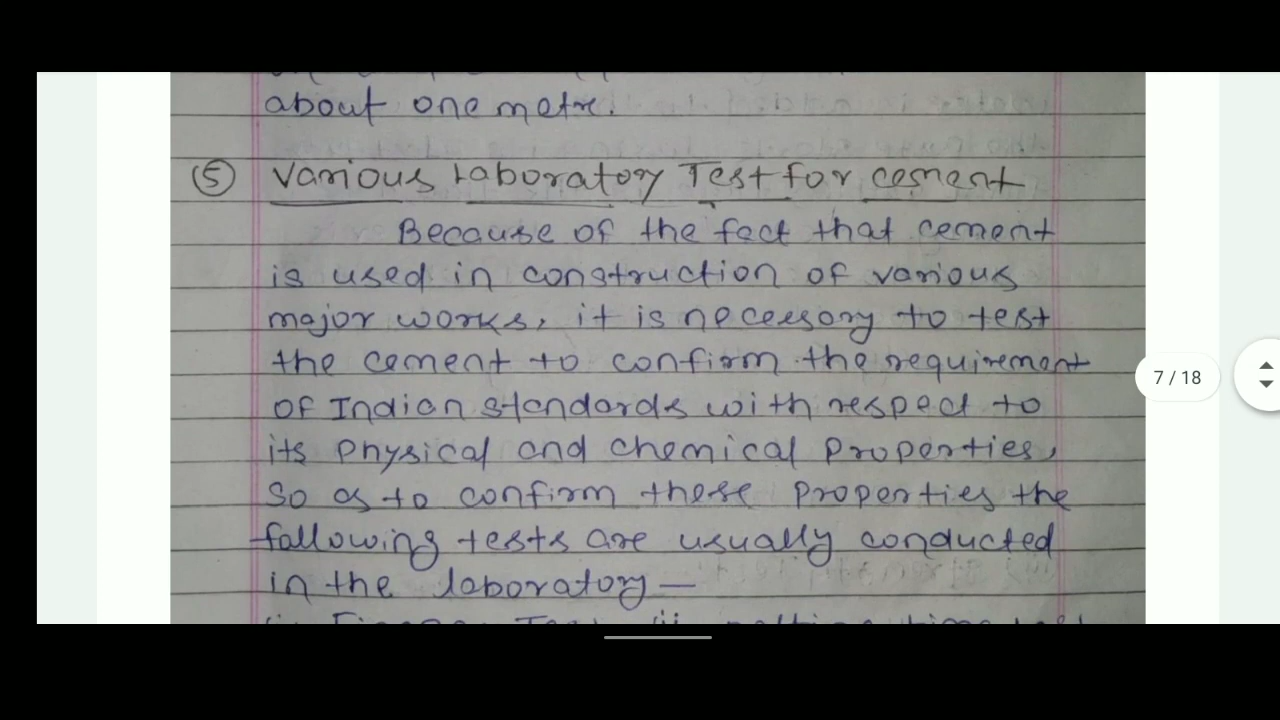 about one metre.
⑤ Various Laboratory Test for cement
Because of the fact that cement
is used in construction of various
major works, it is necessory to test
the cement to confirm the requirement
of Indian standards with respect to
its Physical and chemical Properties,
So as to confirm these Properties the
following tests are usually conducted
in the laboratory —
7 / 18